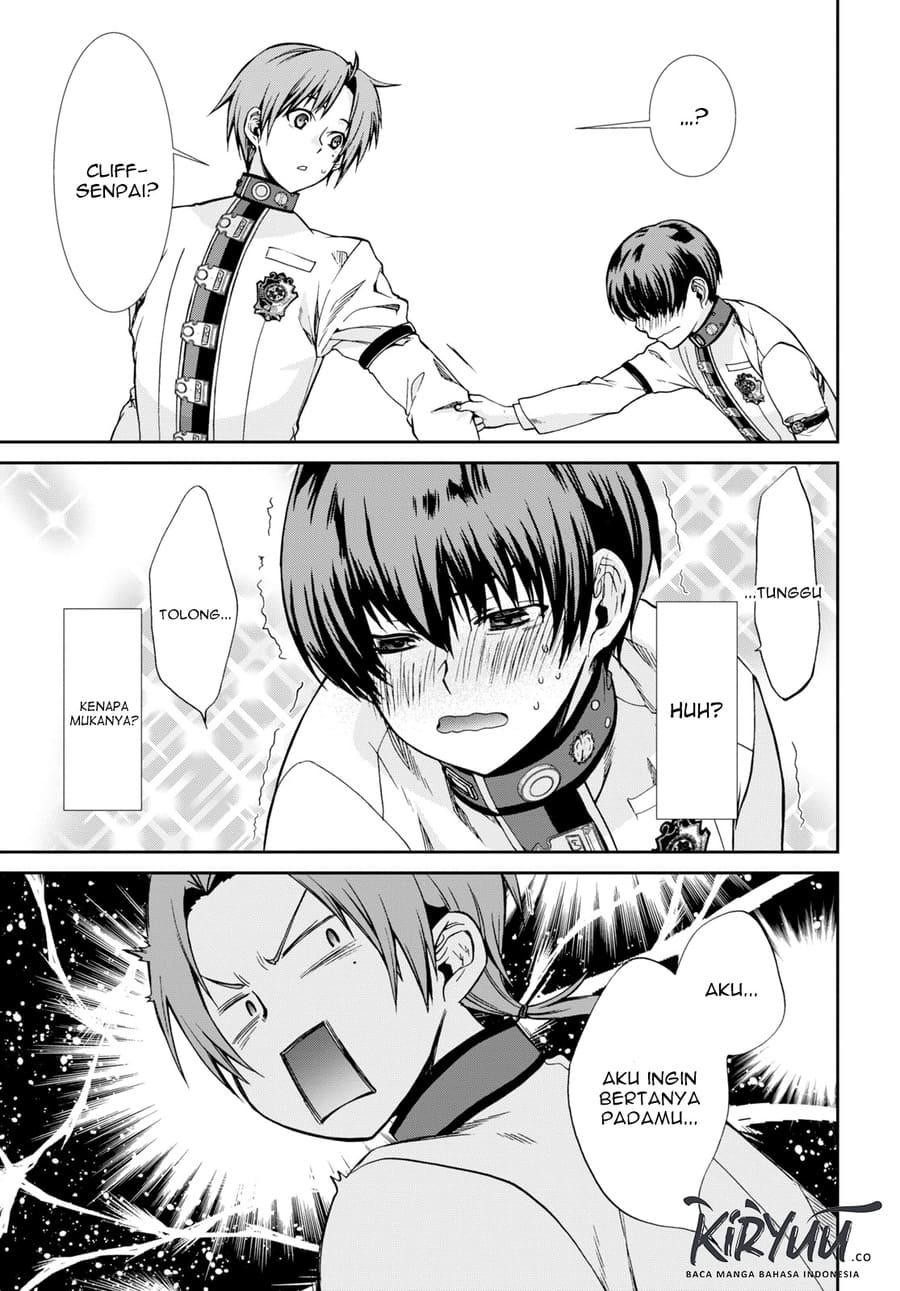 ...?
CLIFF-
SENPAI?
...TUNGGU
HUH?
TOLONG...
KENAPA
MUKANYA?
AKU...
AKU INGIN
BERTANYA
PADAMU...
KIRYUU.CO
BACA MANGA BAHASA INDONESIA